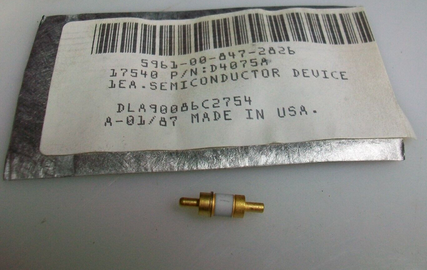 5961-00-847-2826
17540 P/N:D4075A
1EA.SEMICONDUCTOR DEVICE
DLA90086C2754
A-01/87 MADE IN USA.